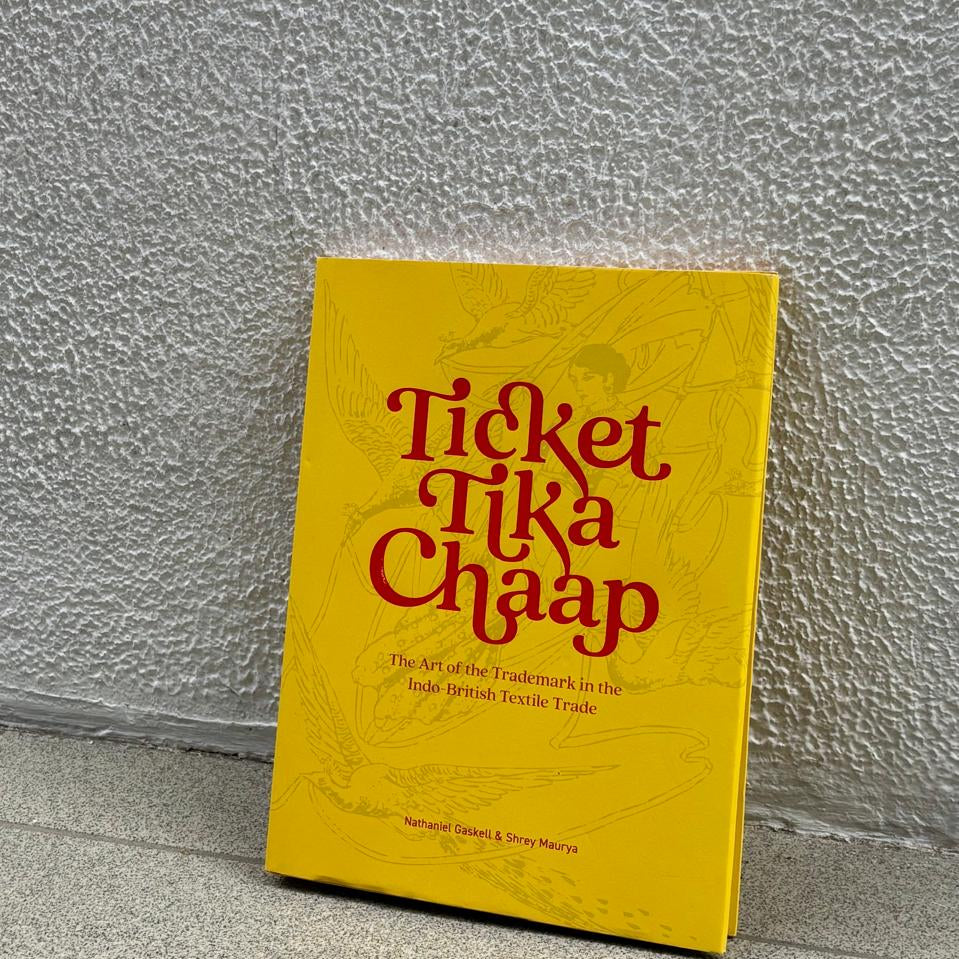 Ticket
Tika
Chaap
The Art of the Trademark in the
Indo-British Textile Trade
Nathaniel Gaskell & Shrey Maurya